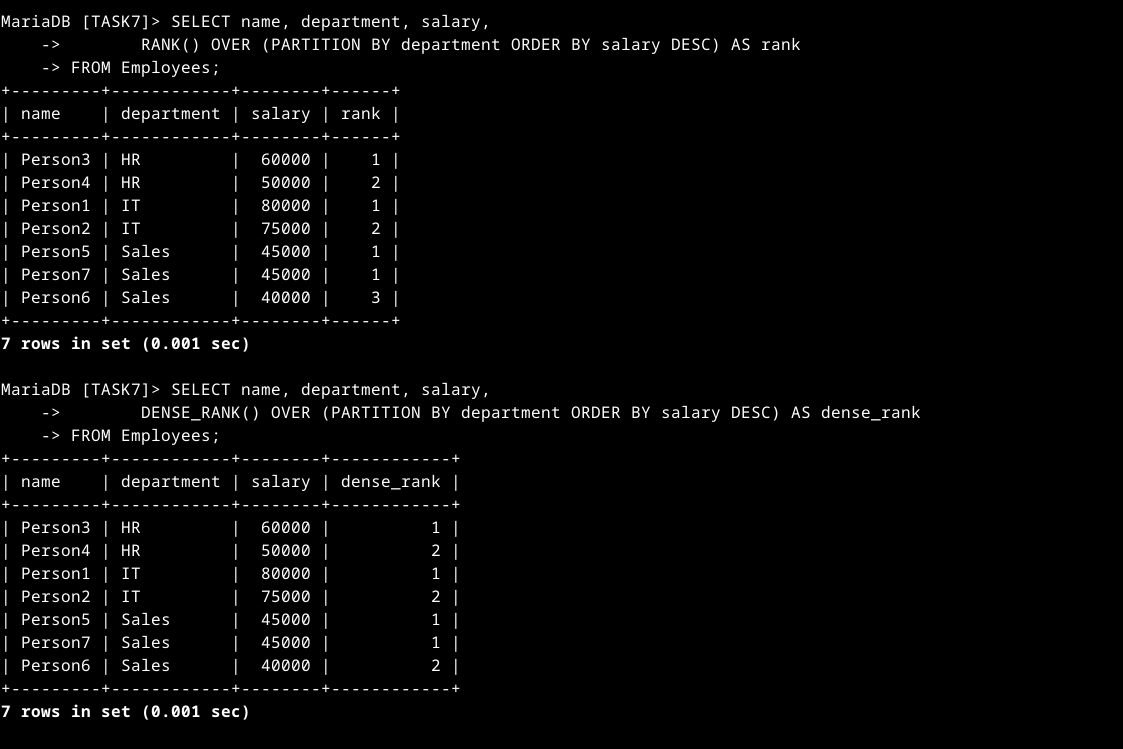 MariaDB [TASK7]> SELECT name, department, salary,
    ->        RANK() OVER (PARTITION BY department ORDER BY salary DESC) AS rank
    -> FROM Employees;
+---------+------------+--------+------+
| name    | department | salary | rank |
+---------+------------+--------+------+
| Person3 | HR         |  60000 |    1 |
| Person4 | HR         |  50000 |    2 |
| Person1 | IT         |  80000 |    1 |
| Person2 | IT         |  75000 |    2 |
| Person5 | Sales      |  45000 |    1 |
| Person7 | Sales      |  45000 |    1 |
| Person6 | Sales      |  40000 |    3 |
+---------+------------+--------+------+
7 rows in set (0.001 sec)

MariaDB [TASK7]> SELECT name, department, salary,
    ->        DENSE_RANK() OVER (PARTITION BY department ORDER BY salary DESC) AS dense_rank
    -> FROM Employees;
+---------+------------+--------+------------+
| name    | department | salary | dense_rank |
+---------+------------+--------+------------+
| Person3 | HR         |  60000 |          1 |
| Person4 | HR         |  50000 |          2 |
| Person1 | IT         |  80000 |          1 |
| Person2 | IT         |  75000 |          2 |
| Person5 | Sales      |  45000 |          1 |
| Person7 | Sales      |  45000 |          1 |
| Person6 | Sales      |  40000 |          2 |
+---------+------------+--------+------------+
7 rows in set (0.001 sec)